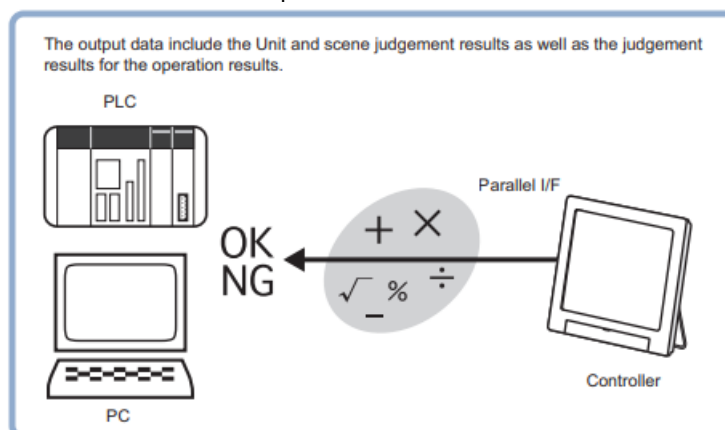 The output data include the Unit and scene judgement results as well as the judgement
results for the operation results.
PLC
Parallel I/F
+ ×
OK
NG
√ % ÷
−
Controller
PC